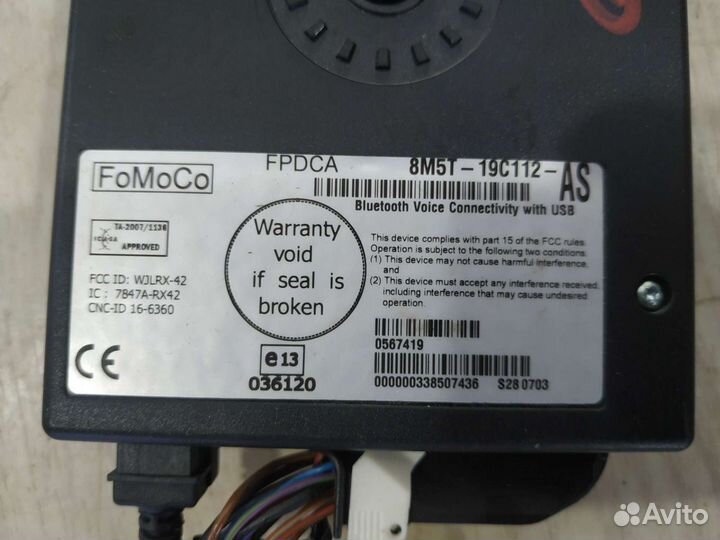 FoMoCo
FPDCA
8M5T-19C112-AS
Bluetooth Voice Connectivity with USB
TA-2007/1136
ICASA
APPROVED
FCC ID: WJLRX-42
IC : 7847A-RX42
CNC-ID 16-6360
CE
Warranty
void
if seal is
broken
e13
036120
This device complies with part 15 of the FCC rules.
Operation is subject to the following two conditions:
(1) This device may not cause harmful interference,
and
(2) This device must accept any interference received,
including interference that may cause undesired
operation.
0567419
000000338507436
S28 0703
Avito